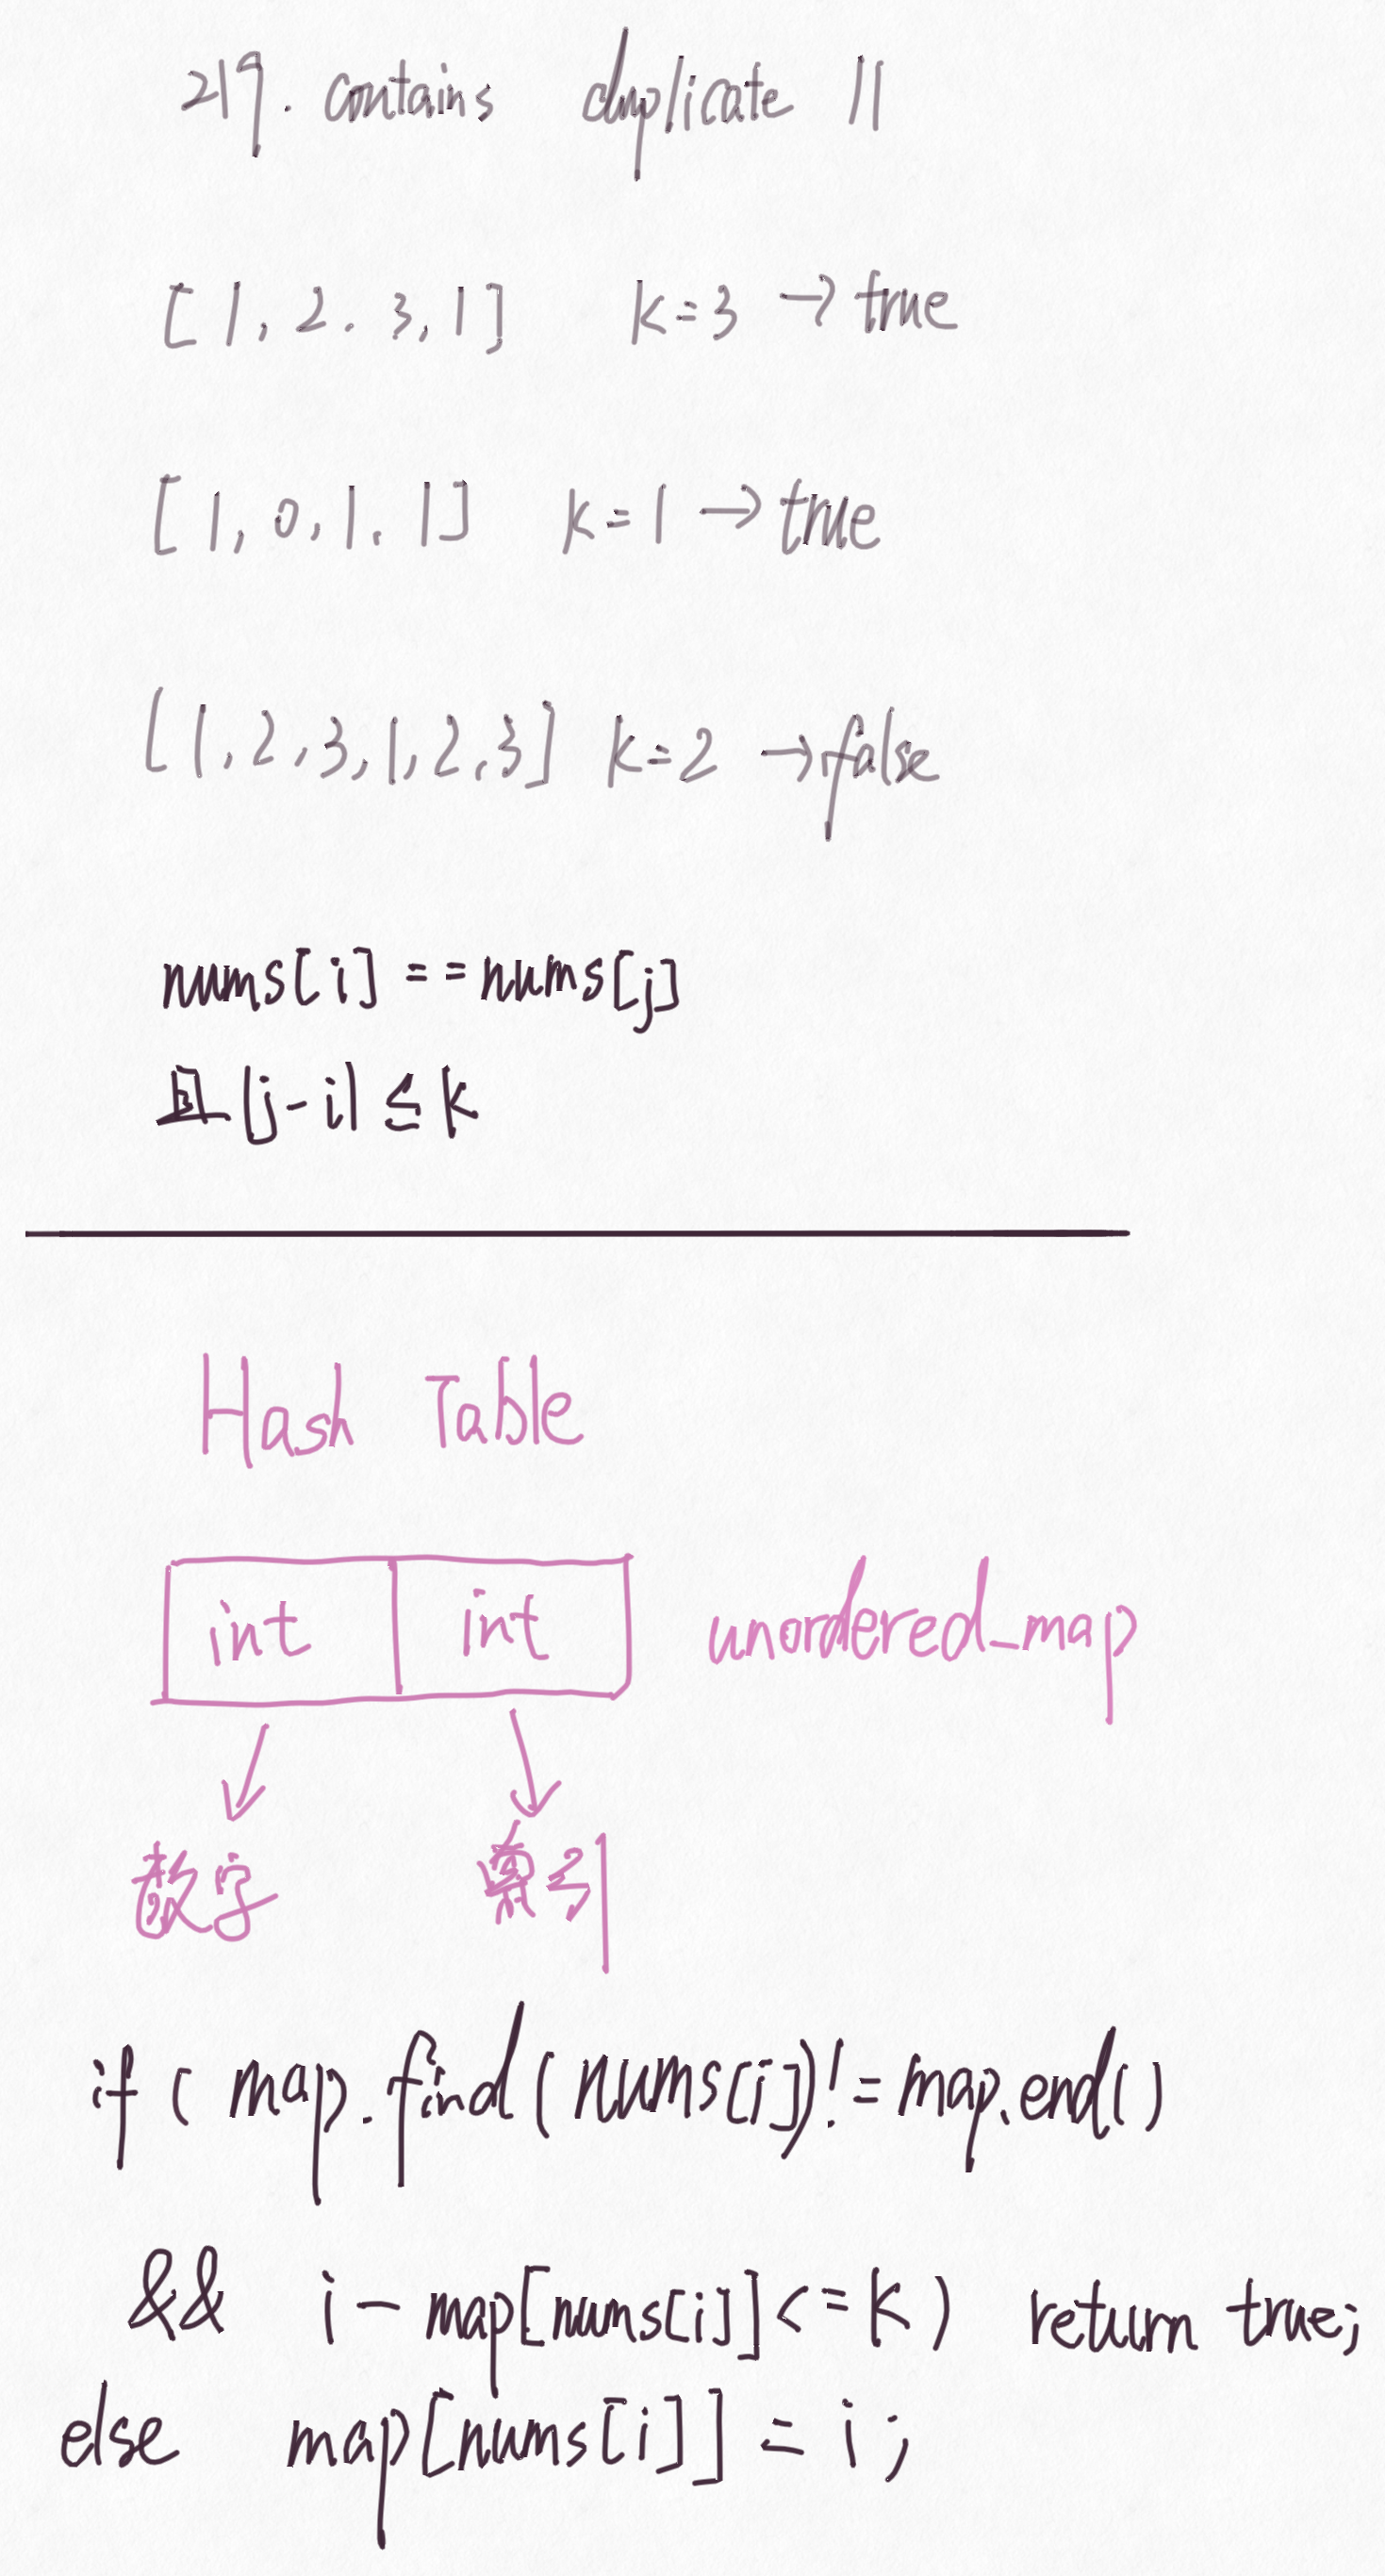 219. contains duplicate II
[1, 2. 3, 1] k=3 → true
[1, 0, 1. 1] k=1 → true
[1, 2, 3, 1, 2, 3] k=2 → false
nums[i] == nums[j]
且 |j-i| ≤ k
Hash Table
int int unordered_map
数字 索引
if ( map.find(nums[i]) != map.end()
&& i - map[nums[i]] <= k) return true;
else map[nums[i]] = i;